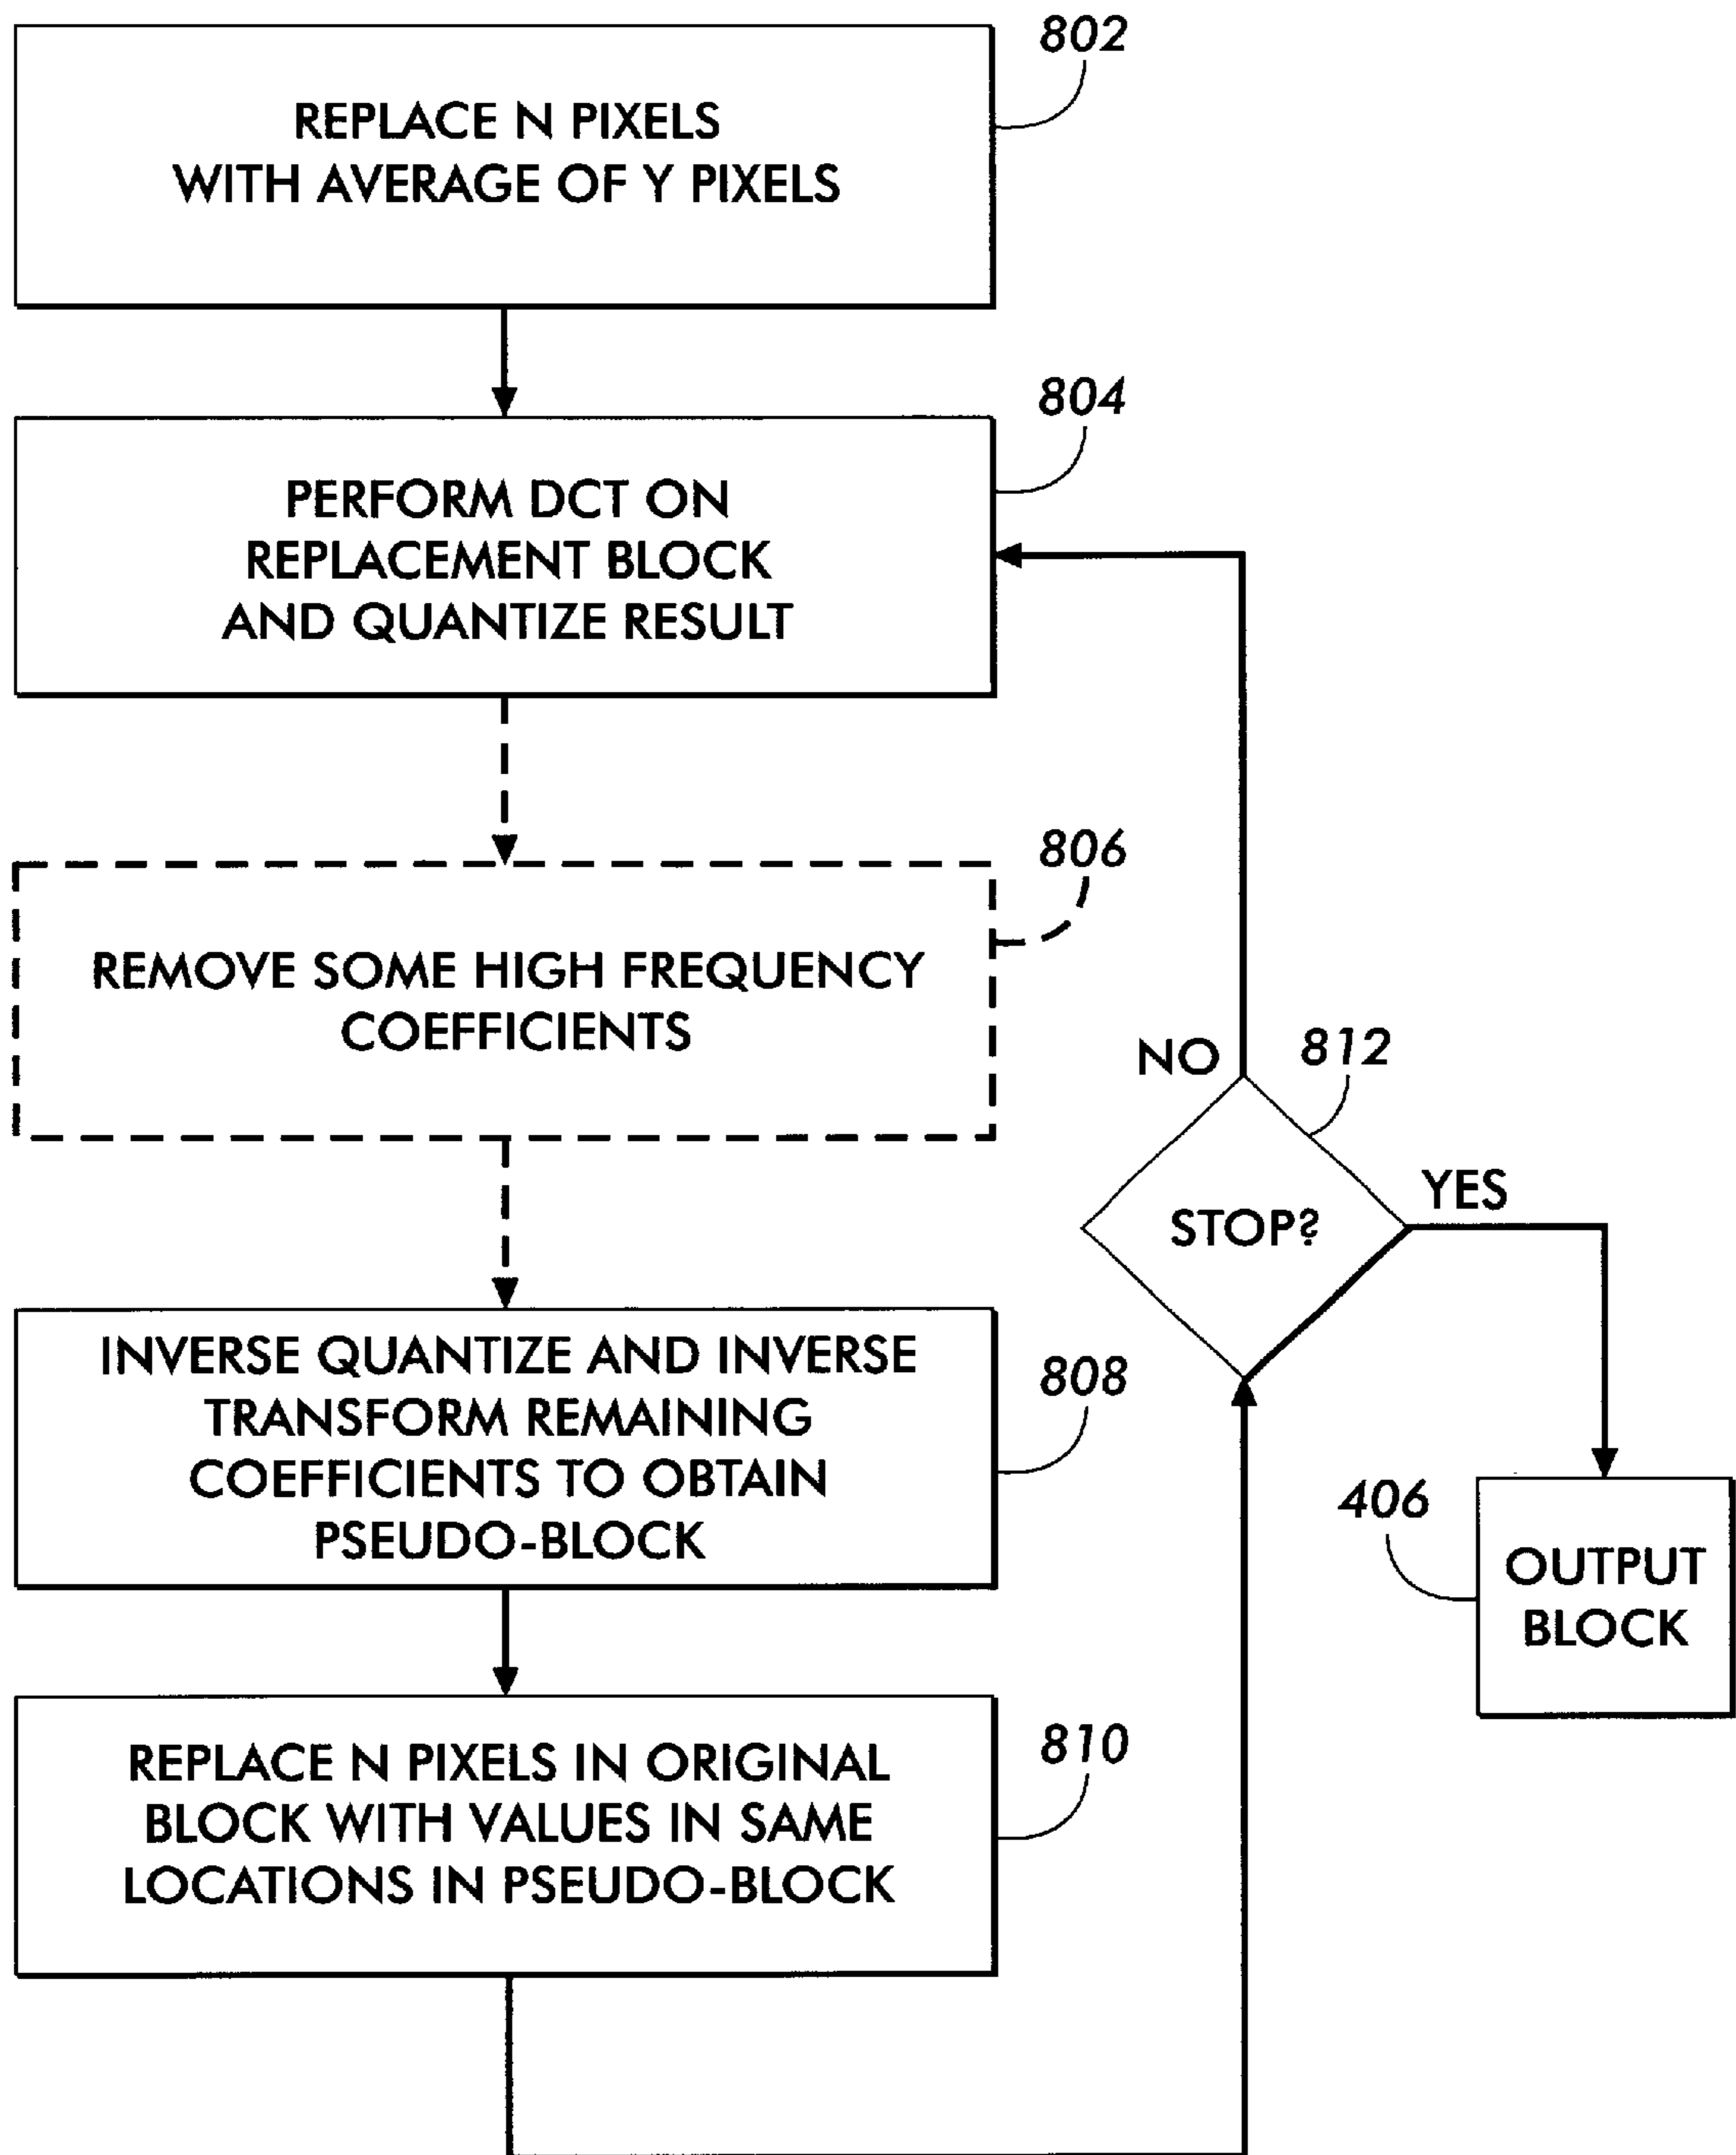 802
REPLACE N PIXELS
WITH AVERAGE OF Y PIXELS
804
PERFORM DCT ON
REPLACEMENT BLOCK
AND QUANTIZE RESULT
806
REMOVE SOME HIGH FREQUENCY
COEFFICIENTS
NO
812
STOP?
YES
INVERSE QUANTIZE AND INVERSE
TRANSFORM REMAINING
COEFFICIENTS TO OBTAIN
PSEUDO-BLOCK
808
406
OUTPUT
BLOCK
REPLACE N PIXELS IN ORIGINAL
BLOCK WITH VALUES IN SAME
LOCATIONS IN PSEUDO-BLOCK
810